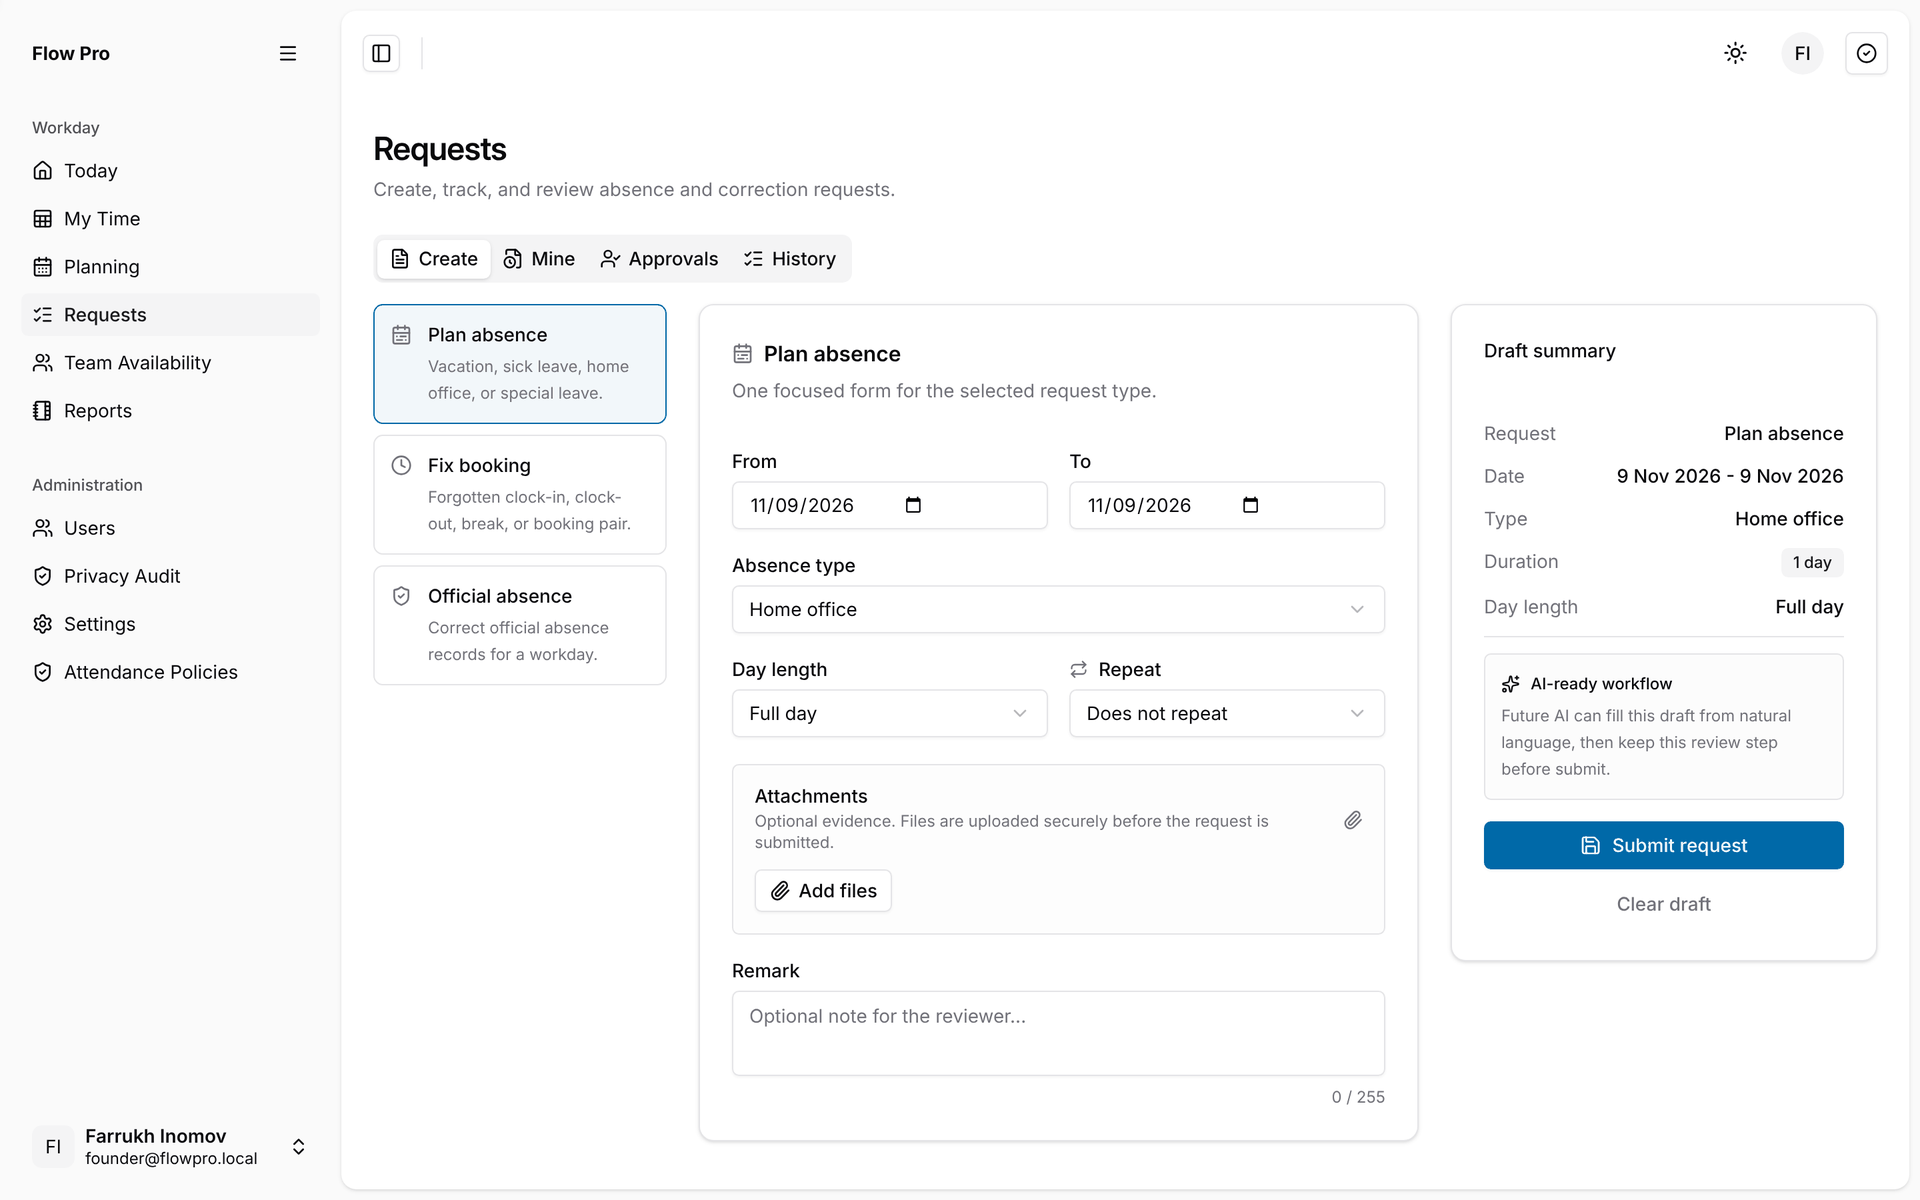 Flow Pro
Workday
Today
My Time
Planning
Requests
Team Availability
Reports
Administration
Users
Privacy Audit
Settings
Attendance Policies
FI
Farrukh Inomov
founder@flowpro.local
FI
Requests
Create, track, and review absence and correction requests.
Create
Mine
Approvals
History
Plan absence
Vacation, sick leave, home
office, or special leave.
Fix booking
Forgotten clock-in, clock-
out, break, or booking pair.
Official absence
Correct official absence
records for a workday.
Plan absence
One focused form for the selected request type.
From
11/09/2026
To
11/09/2026
Absence type
Home office
Day length
Full day
Repeat
Does not repeat
Attachments
Optional evidence. Files are uploaded securely before the request is
submitted.
Add files
Remark
Optional note for the reviewer...
0 / 255
Draft summary
Request Plan absence
Date 9 Nov 2026 - 9 Nov 2026
Type Home office
Duration 1 day
Day length Full day
AI-ready workflow
Future AI can fill this draft from natural
language, then keep this review step
before submit.
Submit request
Clear draft